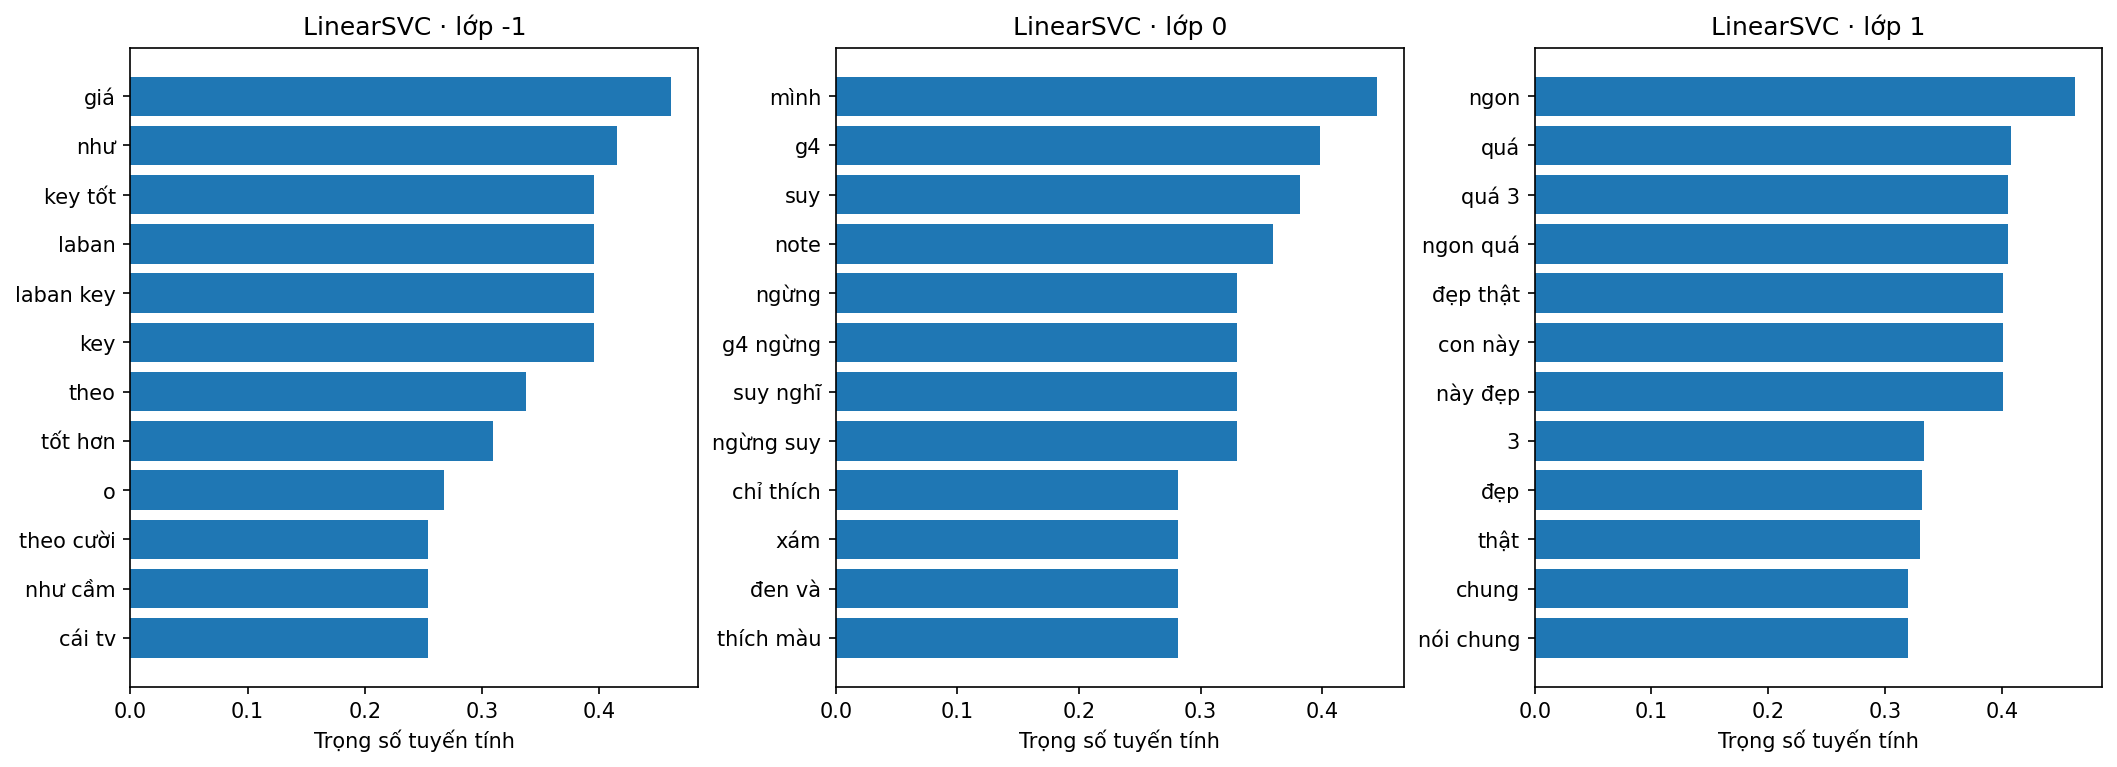 LinearSVC · lớp -1
giá
như
key tốt
laban
laban key
key
theo
tốt hơn
o
theo cười
như cầm
cái tv
0.0 0.1 0.2 0.3 0.4
Trọng số tuyến tính
LinearSVC · lớp 0
mình
g4
suy
note
ngừng
g4 ngừng
suy nghĩ
ngừng suy
chỉ thích
xám
đen và
thích màu
0.0 0.1 0.2 0.3 0.4
Trọng số tuyến tính
LinearSVC · lớp 1
ngon
quá
quá 3
ngon quá
đẹp thật
con này
này đẹp
3
đẹp
thật
chung
nói chung
0.0 0.1 0.2 0.3 0.4
Trọng số tuyến tính